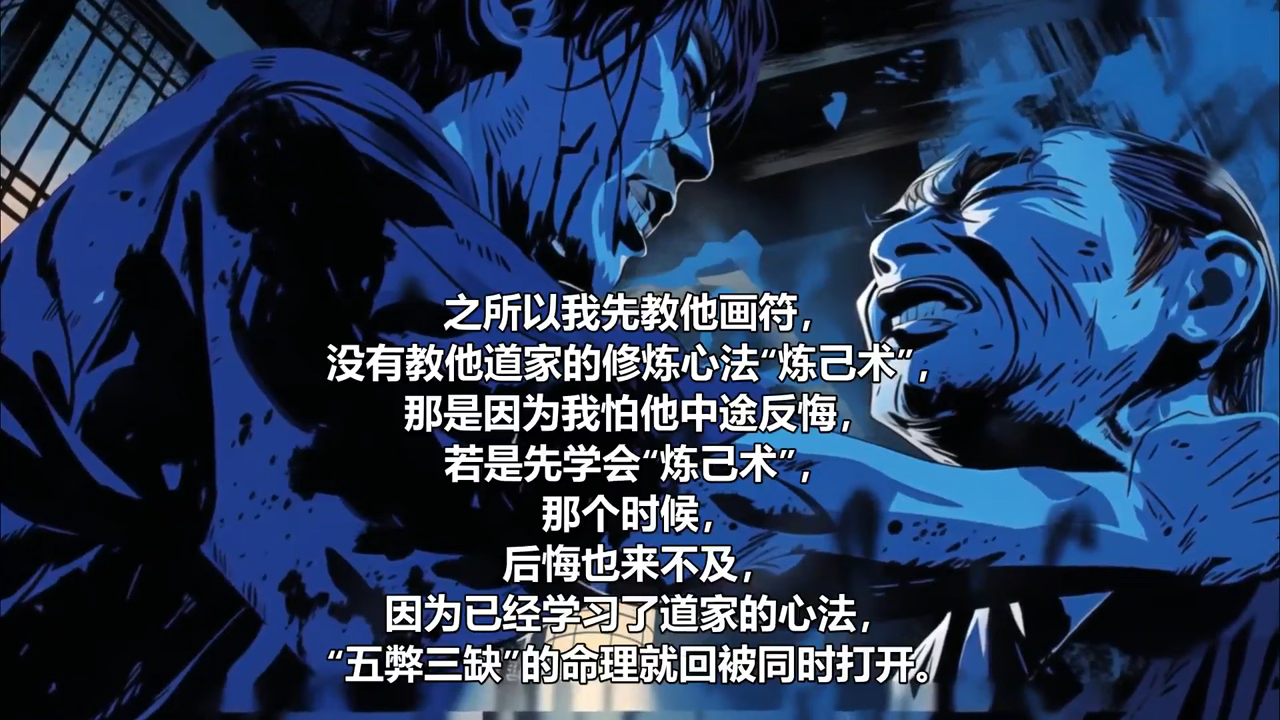 之所以我先教他画符，
没有教他道家的修炼心法“炼己术”，
那是因为我怕他中途反悔，
若是先学会“炼己术”，
那个时候，
后悔也来不及，
因为已经学习了道家的心法，
“五弊三缺”的命理就回被同时打开。